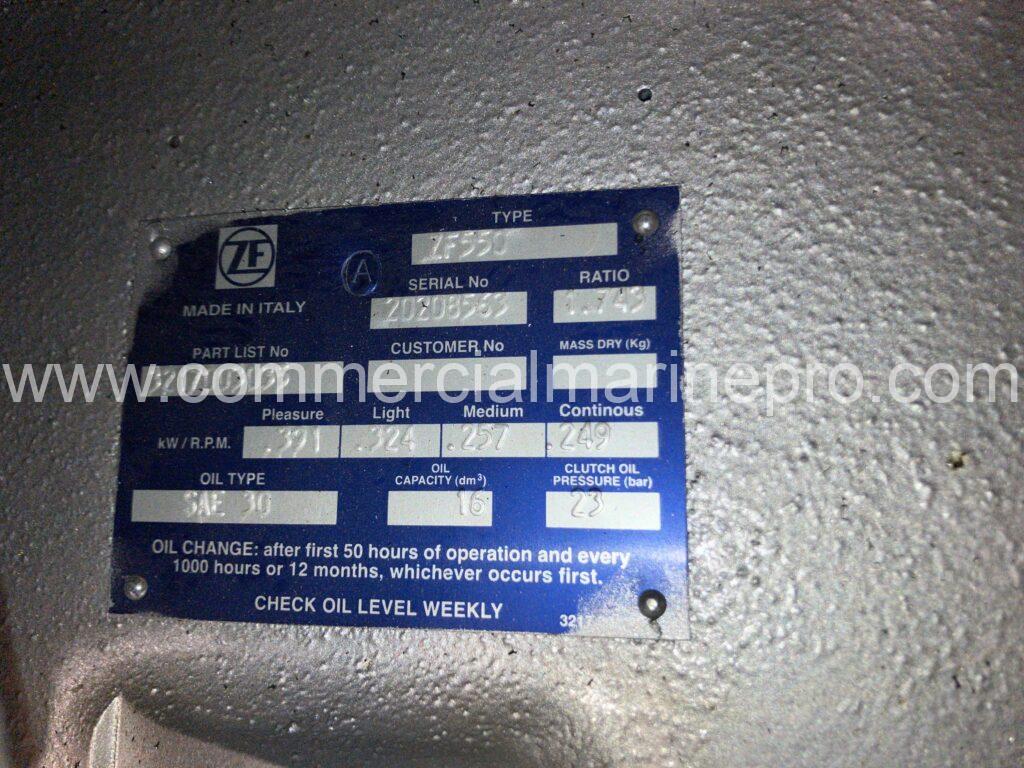 TYPE
ZF550
ZF
A
SERIAL No
RATIO
MADE IN ITALY
20208563
1.743
PART LIST No
CUSTOMER No
MASS DRY (Kg)
www.commercialmarinepro.com
Pleasure Light Medium Continous
kW / R.P.M. .391 .324 .257 .249
OIL TYPE
OIL CAPACITY (dm³)
CLUTCH OIL PRESSURE (bar)
SAE 30
16
23
OIL CHANGE: after first 50 hours of operation and every
1000 hours or 12 months, whichever occurs first.
CHECK OIL LEVEL WEEKLY